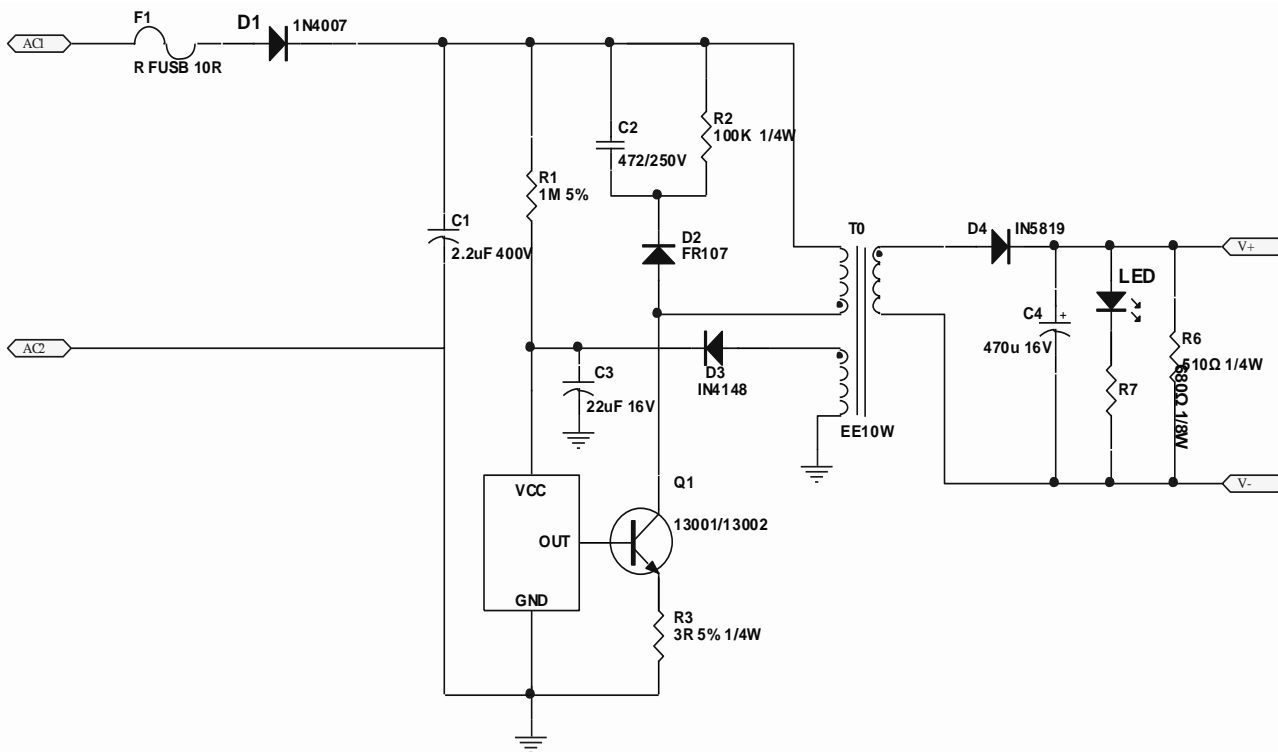 F1
AC1
R FUSB 10R
D1
1N4007
C2
472/250V
R2
100K 1/4W
R1
1M 5%
C1
2.2uF 400V
D2
FR107
T0
D4
IN5819
V+
LED
C4
+
470u 16V
R6
510Ω 1/4W
680Ω 1/8W
R7
AC2
C3
22uF 16V
D3
IN4148
EE10W
V-
VCC
OUT
GND
Q1
13001/13002
R3
3R 5% 1/4W